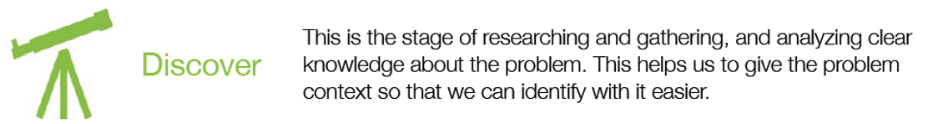 Discover
This is the stage of researching and gathering, and analyzing clear
knowledge about the problem. This helps us to give the problem
context so that we can identify with it easier.